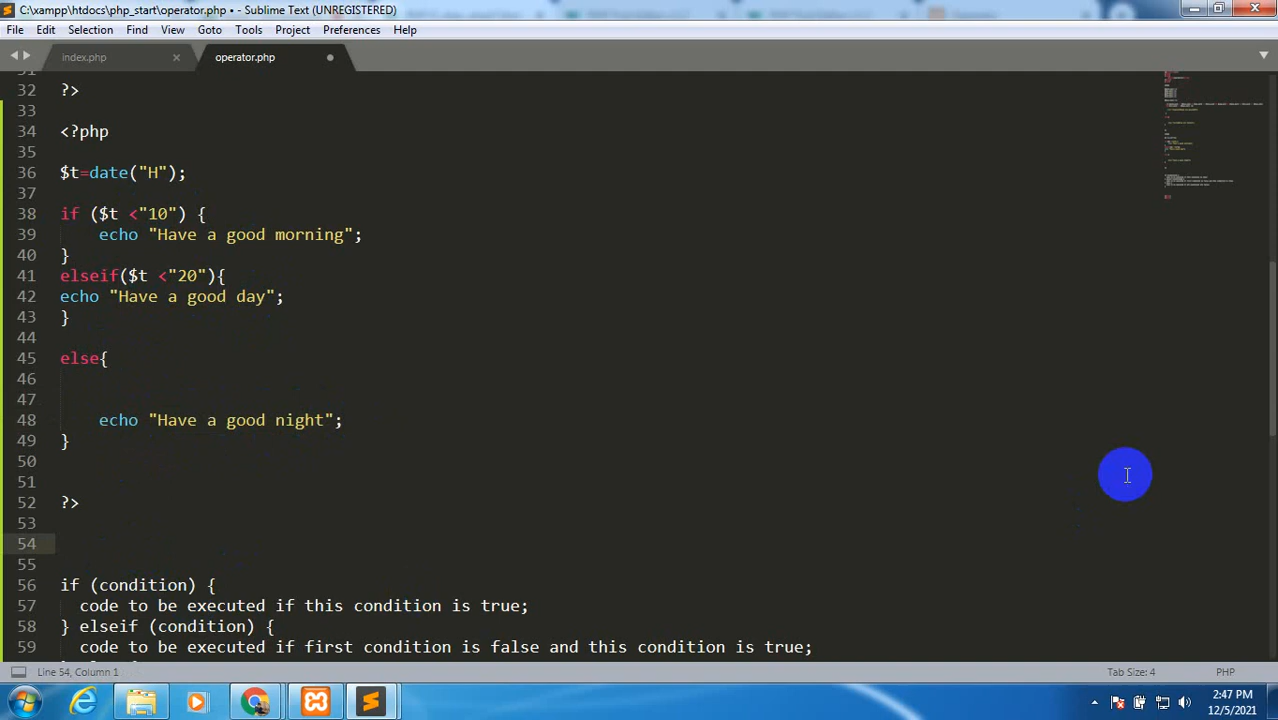 C:\xampp\htdocs\php_start\operator.php • - Sublime Text (UNREGISTERED)
File Edit Selection Find View Goto Tools Project Preferences Help
index.php × operator.php
32 ?>
33
34 <?php
35
36 $t=date("H");
37
38 if ($t <"10") {
39 echo "Have a good morning";
40 }
41 elseif($t <"20"){
42 echo "Have a good day";
43 }
44
45 else{
46
47
48 echo "Have a good night";
49 }
50
51
52 ?>
53
54
55
56 if (condition) {
57 code to be executed if this condition is true;
58 } elseif (condition) {
59 code to be executed if first condition is false and this condition is true;
Line 54, Column 1 Tab Size: 4 PHP
2:47 PM
12/5/2021